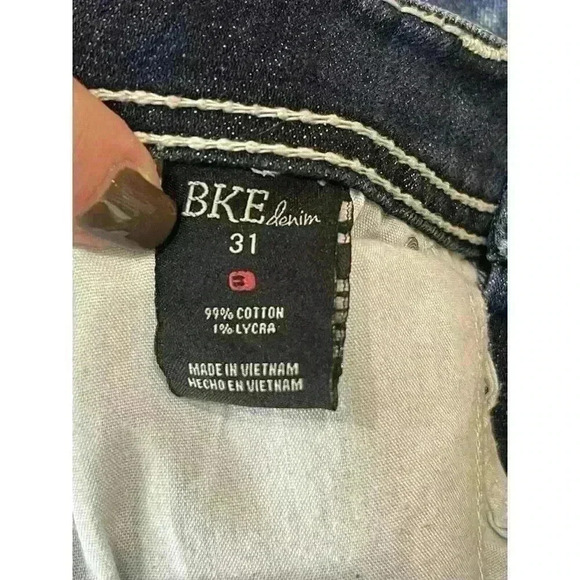 BKE denim
31
99% COTTON
1% LYCRA
MADE IN VIETNAM
HECHO EN VIETNAM